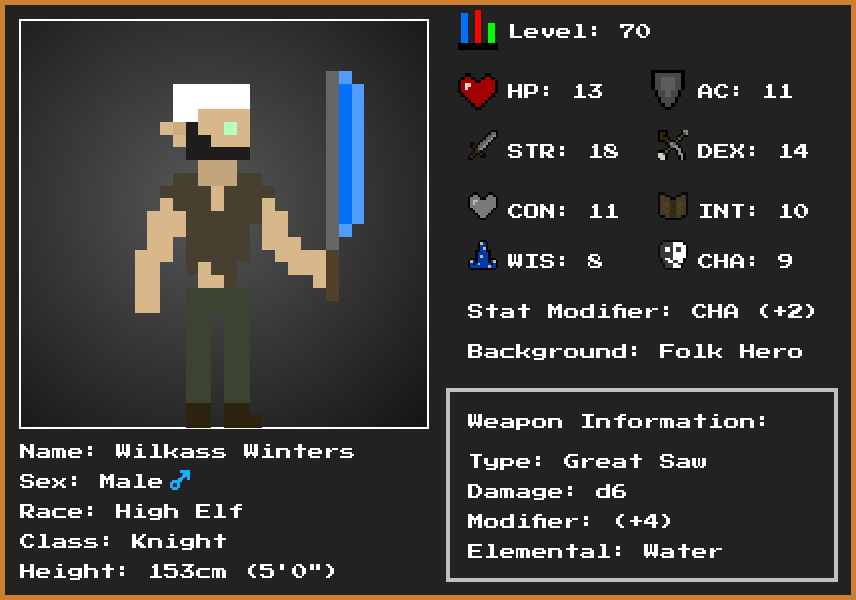 Level: 70
HP: 13
AC: 11
STR: 18
DEX: 14
CON: 11
INT: 10
WIS: 8
CHA: 9
Stat Modifier: CHA (+2)
Background: Folk Hero
Weapon Information:
Type: Great Saw
Damage: d6
Modifier: (+4)
Elemental: Water
Name: Wilkass Winters
Sex: Male♂
Race: High Elf
Class: Knight
Height: 153cm (5'0")